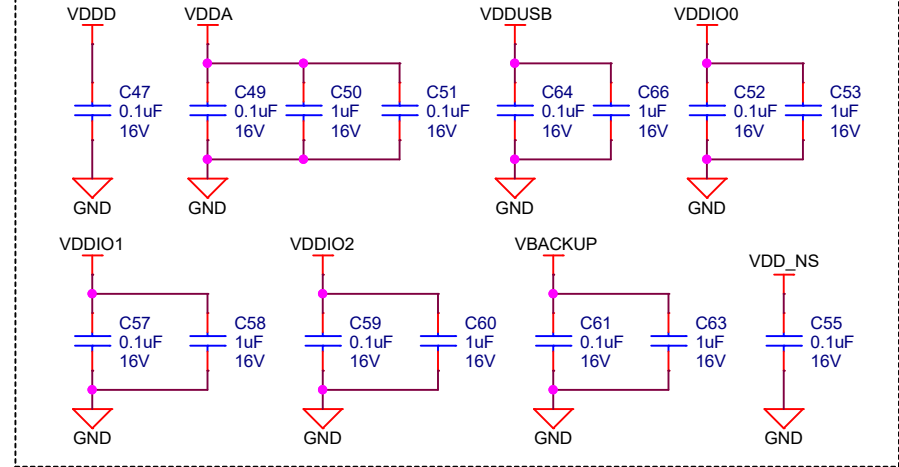 VDDD
VDDA
VDDUSB
VDDIO0
C47
0.1uF
16V
C49
0.1uF
16V
C50
1uF
16V
C51
0.1uF
16V
C64
0.1uF
16V
C66
1uF
16V
C52
0.1uF
16V
C53
1uF
16V
GND
GND
GND
GND
VDDIO1
VDDIO2
VBACKUP
VDD_NS
C57
0.1uF
16V
C58
1uF
16V
C59
0.1uF
16V
C60
1uF
16V
C61
0.1uF
16V
C63
1uF
16V
C55
0.1uF
16V
GND
GND
GND
GND